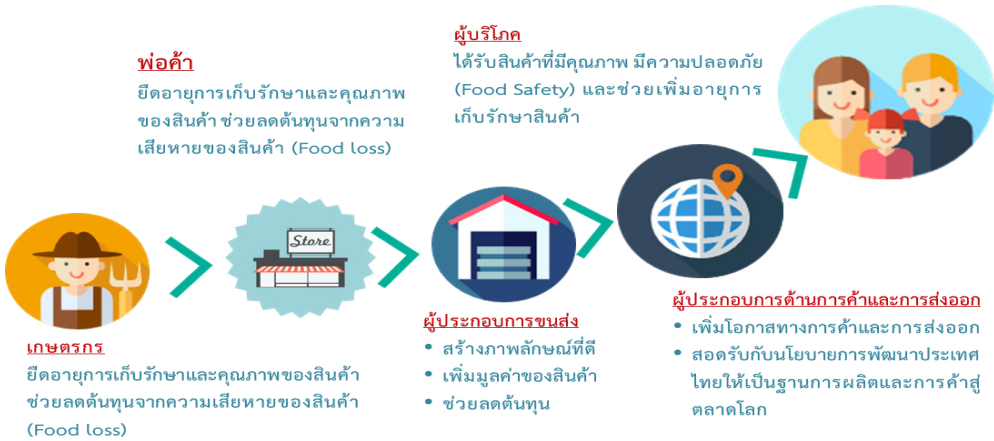 พ่อค้า
ยืดอายุการเก็บรักษาและคุณภาพ
ของสินค้า ช่วยลดต้นทุนจากความ
เสียหายของสินค้า (Food loss)
ผู้บริโภค
ได้รับสินค้าที่มีคุณภาพ มีความปลอดภัย
(Food Safety) และช่วยเพิ่มอายุการ
เก็บรักษาสินค้า
Store
เกษตรกร
ยืดอายุการเก็บรักษาและคุณภาพของสินค้า
ช่วยลดต้นทุนจากความเสียหายของสินค้า
(Food loss)
ผู้ประกอบการขนส่ง
• สร้างภาพลักษณ์ที่ดี
• เพิ่มมูลค่าของสินค้า
• ช่วยลดต้นทุน
ผู้ประกอบการด้านการค้าและการส่งออก
• เพิ่มโอกาสทางการค้าและการส่งออก
• สอดรับกับนโยบายการพัฒนาประเทศ
ไทยให้เป็นฐานการผลิตและการค้าสู่
ตลาดโลก